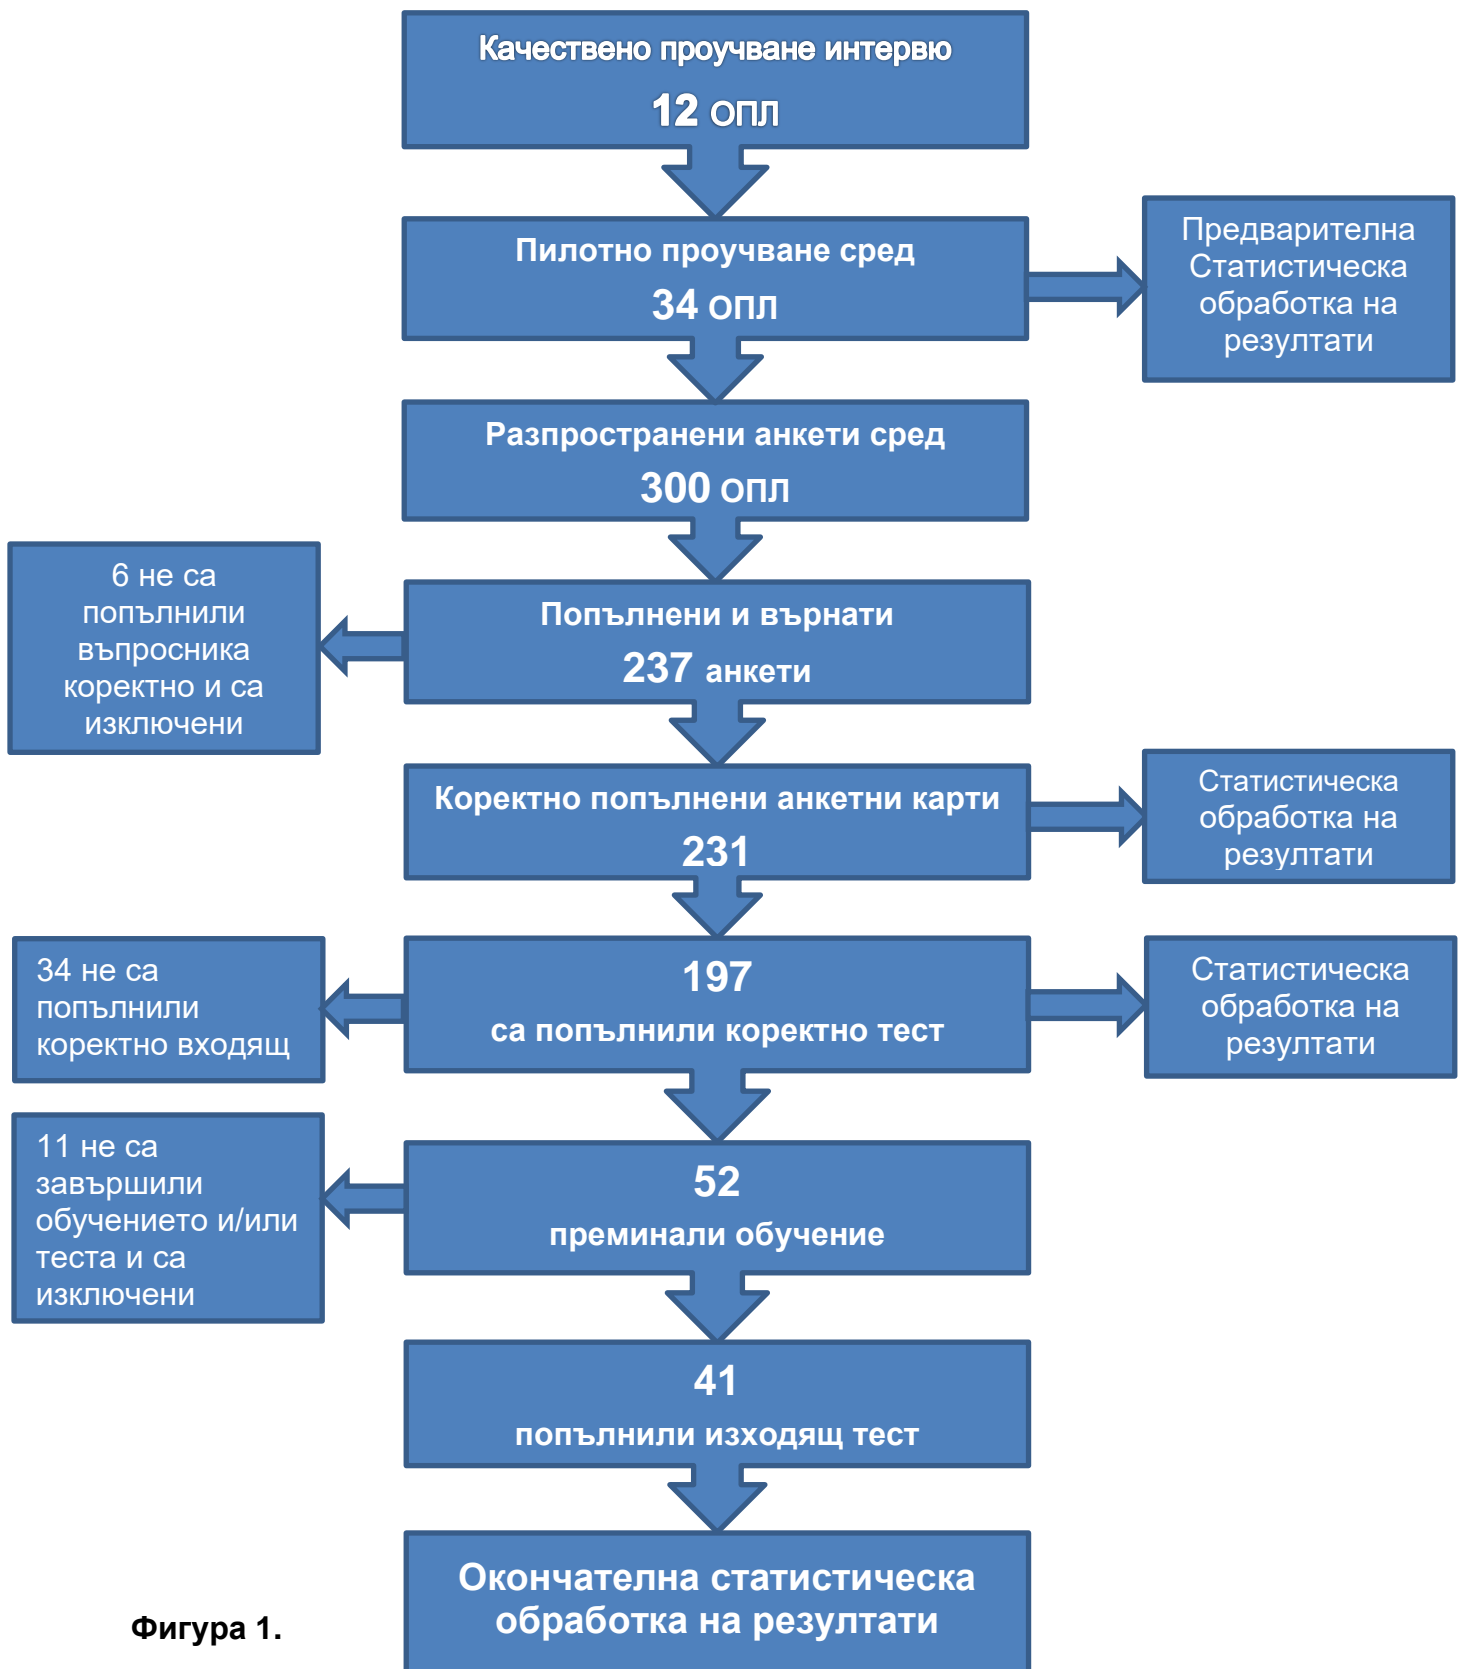 Качествено проучване интервю
12 ОПЛ
Пилотно проучване сред
34 ОПЛ
Предварителна
Статистическа
обработка на
резултати
Разпространени анкети сред
300 ОПЛ
6 не са
попълнили
въпросника
коректно и са
изключени
Попълнени и върнати
237 анкети
Коректно попълнени анкетни карти
231
Статистическа
обработка на
резултати
34 не са
попълнили
коректно входящ
197
са попълнили коректно тест
Статистическа
обработка на
резултати
11 не са
завършили
обучението и/или
теста и са
изключени
52
преминали обучение
41
попълнили изходящ тест
Окончателна статистическа
обработка на резултати
Фигура 1.